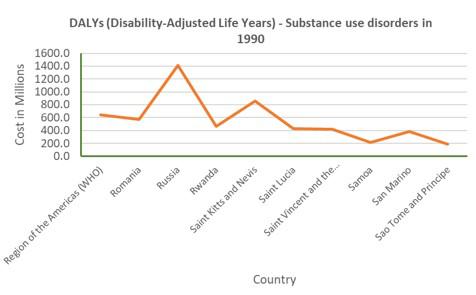 DALYs (Disability-Adjusted Life Years) - Substance use disorders in
1990
Cost in Millions
1600.0
1400.0
1200.0
1000.0
800.0
600.0
400.0
200.0
0.0
Region of the Americas (WHO)
Romania
Russia
Rwanda
Saint Kitts and Nevis
Saint Lucia
Saint Vincent and the...
Samoa
San Marino
Sao Tome and Principe
Country